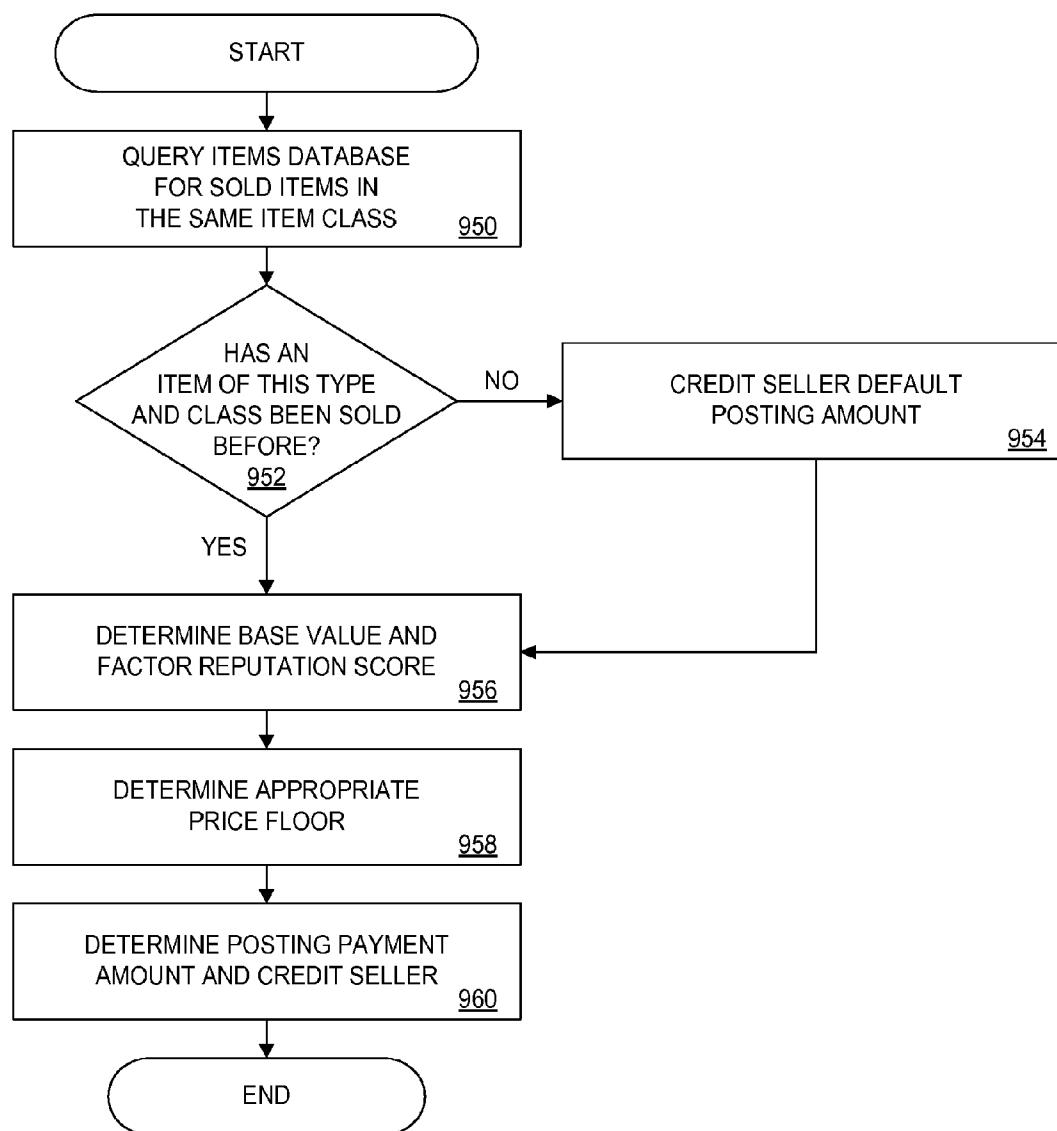 START
QUERY ITEMS DATABASE
FOR SOLD ITEMS IN
THE SAME ITEM CLASS
950
HAS AN
ITEM OF THIS TYPE
AND CLASS BEEN SOLD
BEFORE?
952
NO
CREDIT SELLER DEFAULT
POSTING AMOUNT
954
YES
DETERMINE BASE VALUE AND
FACTOR REPUTATION SCORE
956
DETERMINE APPROPRIATE
PRICE FLOOR
958
DETERMINE POSTING PAYMENT
AMOUNT AND CREDIT SELLER
960
END